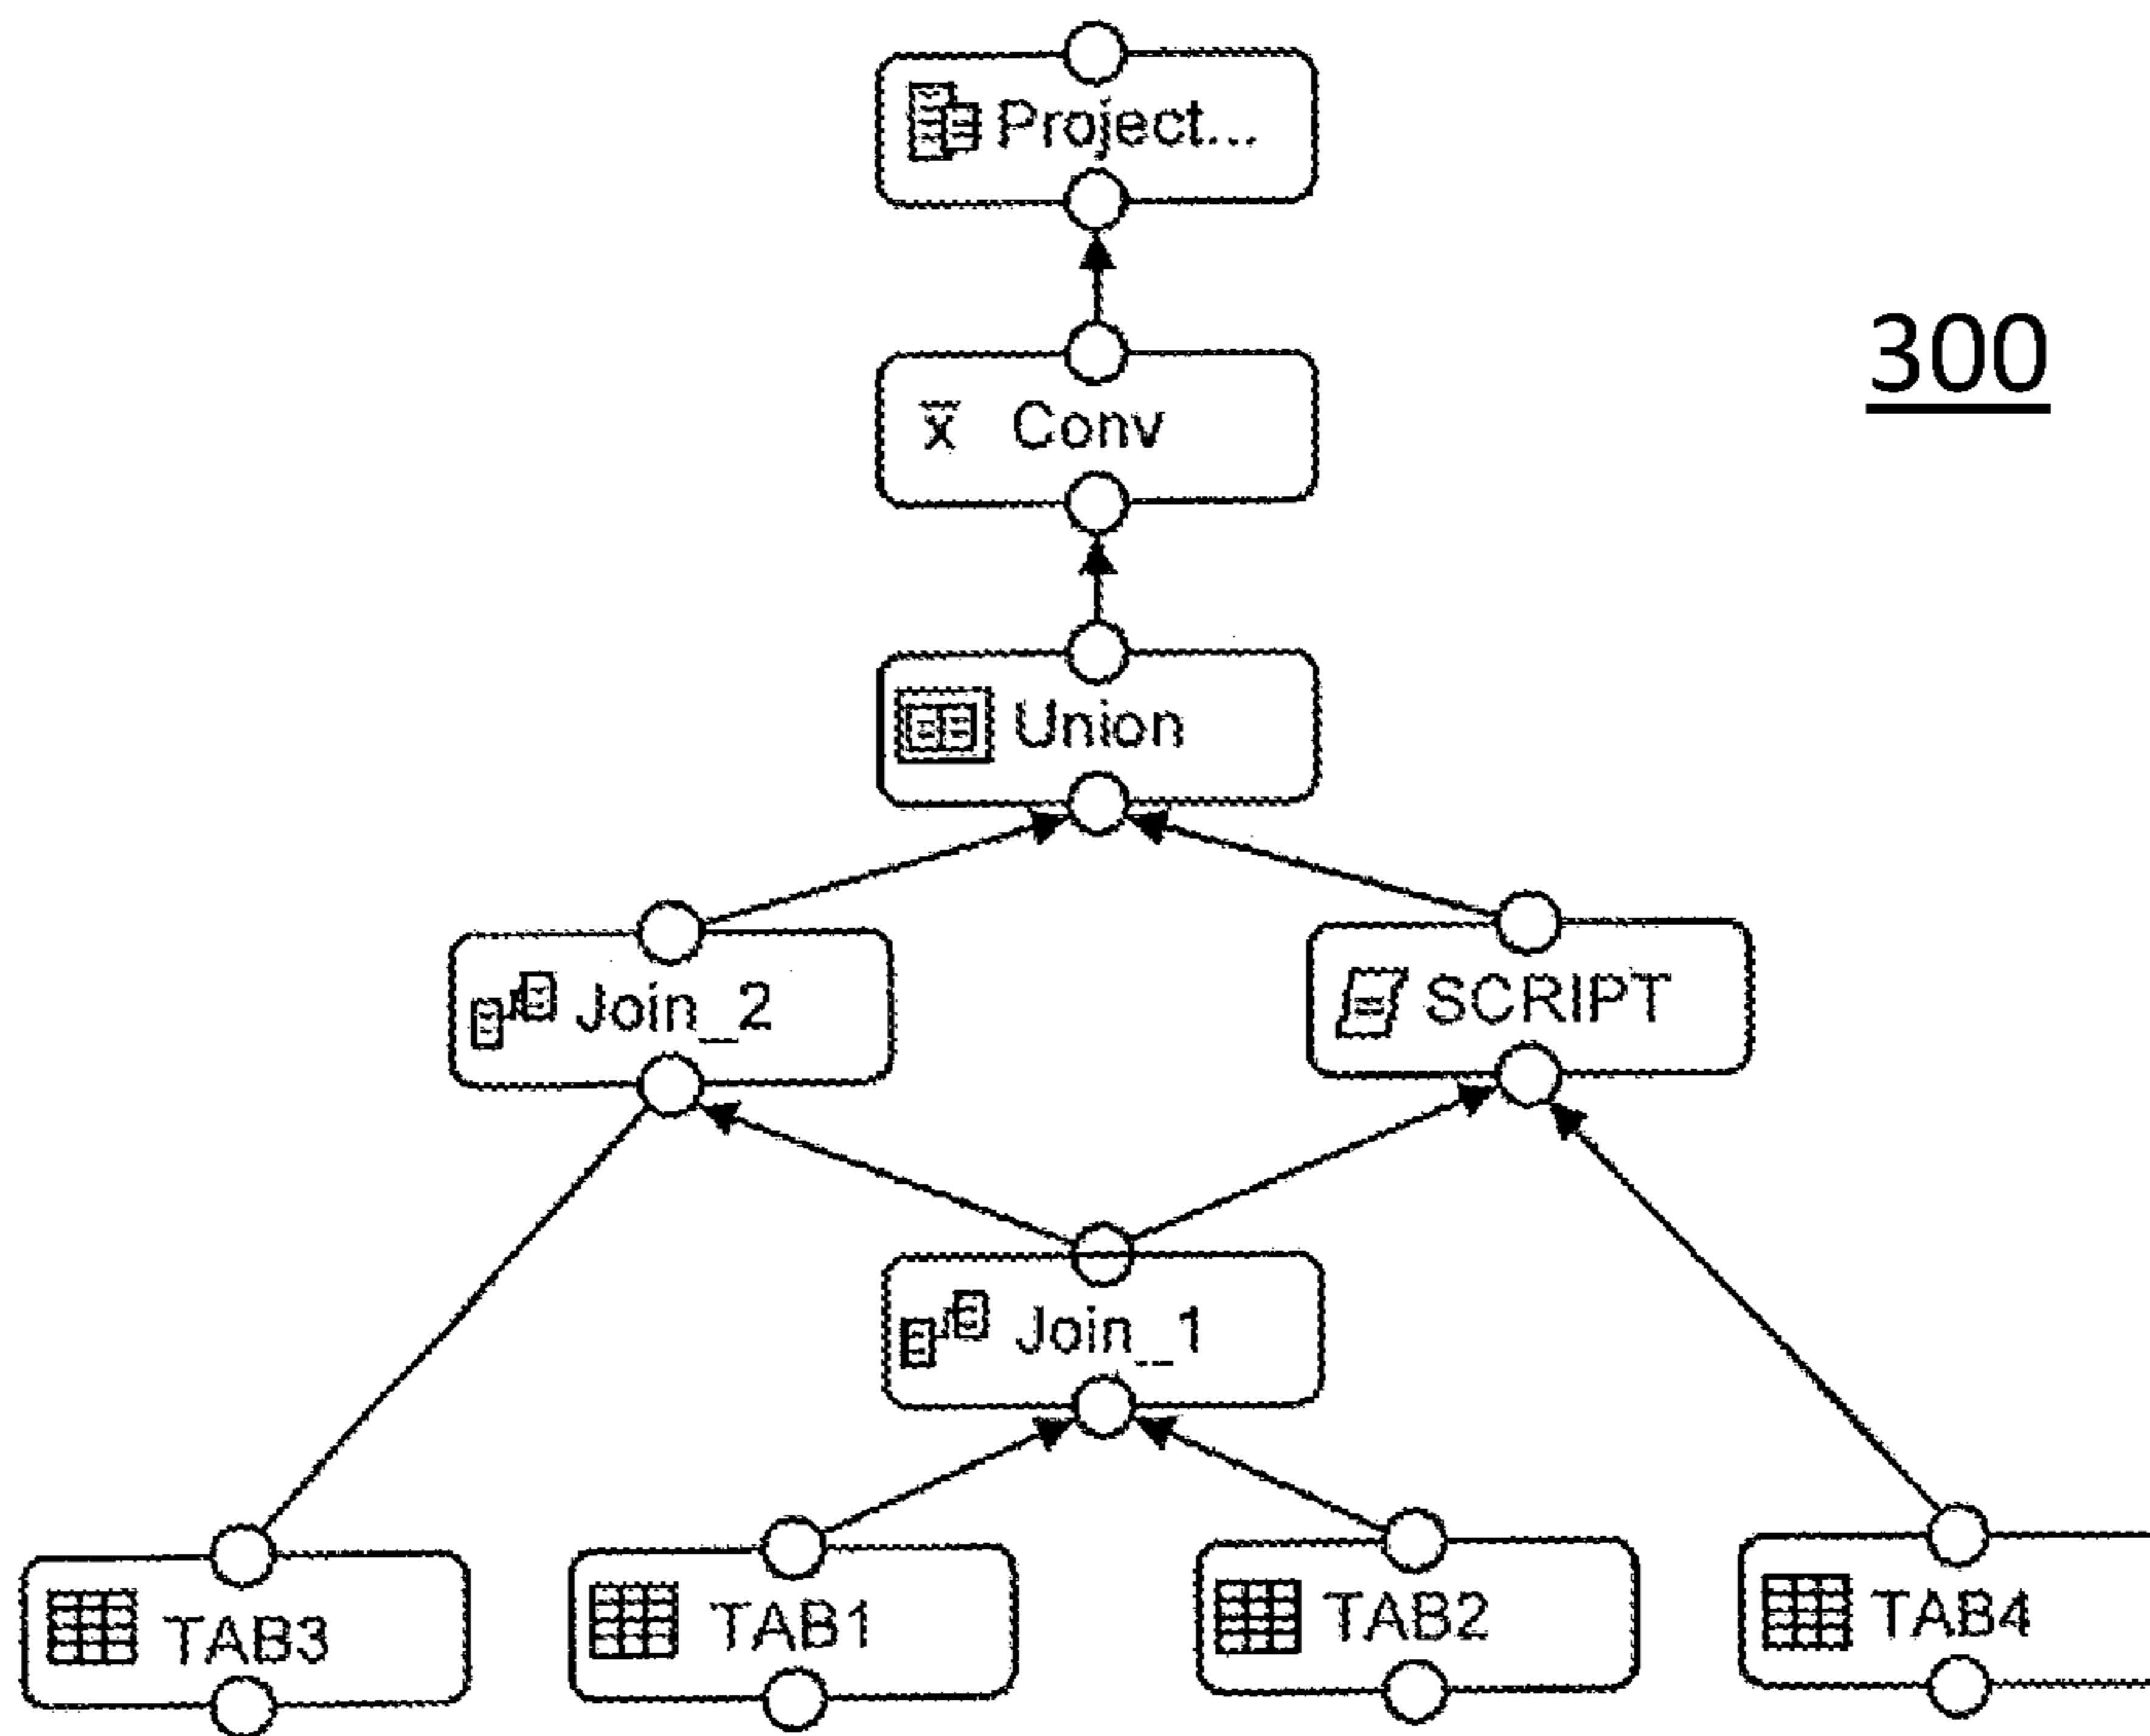 Project...
300
x̅ Conv
Union
Join_2
SCRIPT
Join_1
TAB3
TAB1
TAB2
TAB4